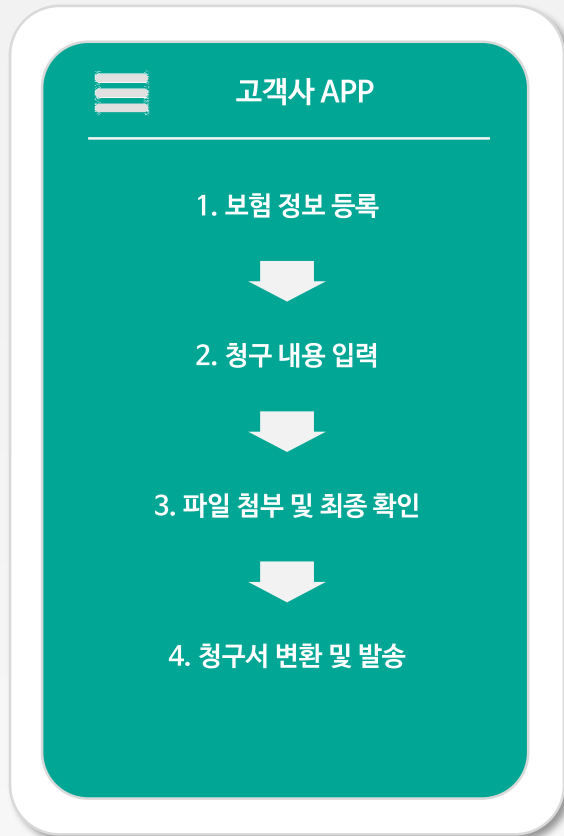 고객사 APP
1. 보험 정보 등록
2. 청구 내용 입력
3. 파일 첨부 및 최종 확인
4. 청구서 변환 및 발송